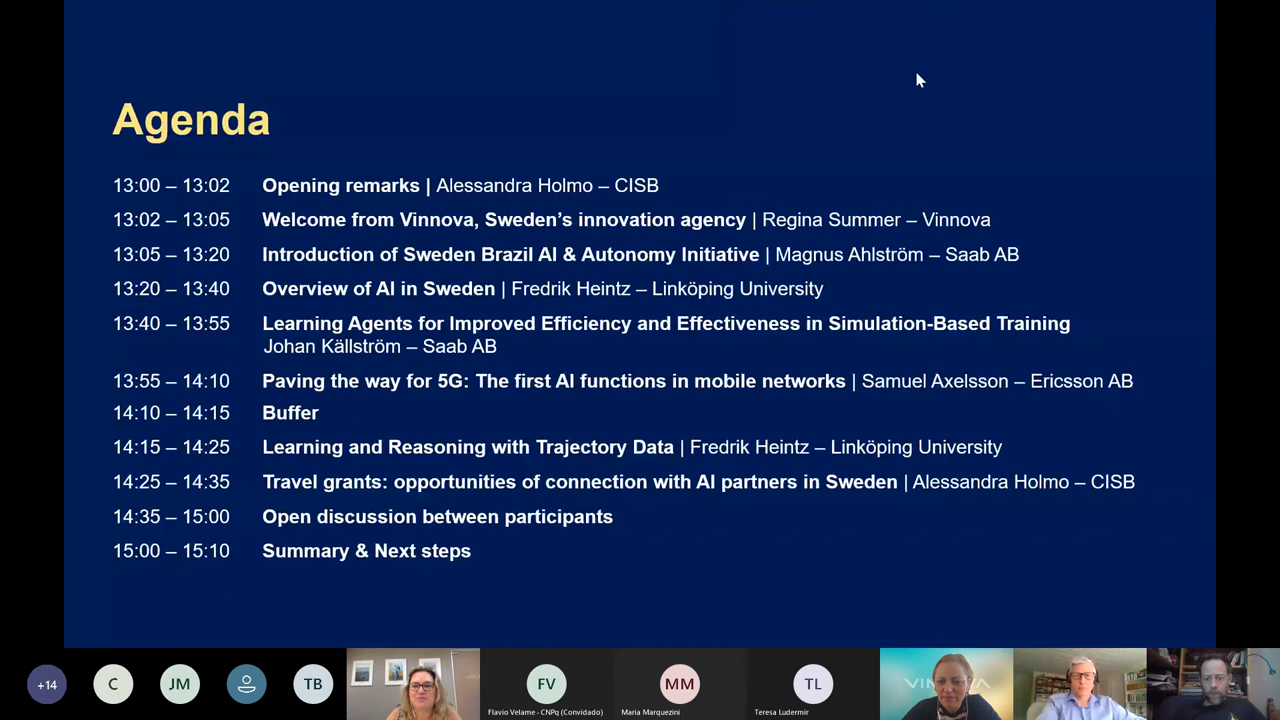 Agenda
13:00 – 13:02 Opening remarks | Alessandra Holmo – CISB
13:02 – 13:05 Welcome from Vinnova, Sweden’s innovation agency | Regina Summer – Vinnova
13:05 – 13:20 Introduction of Sweden Brazil AI & Autonomy Initiative | Magnus Ahlström – Saab AB
13:20 – 13:40 Overview of AI in Sweden | Fredrik Heintz – Linköping University
13:40 – 13:55 Learning Agents for Improved Efficiency and Effectiveness in Simulation-Based Training
Johan Källström – Saab AB
13:55 – 14:10 Paving the way for 5G: The first AI functions in mobile networks | Samuel Axelsson – Ericsson AB
14:10 – 14:15 Buffer
14:15 – 14:25 Learning and Reasoning with Trajectory Data | Fredrik Heintz – Linköping University
14:25 – 14:35 Travel grants: opportunities of connection with AI partners in Sweden | Alessandra Holmo – CISB
14:35 – 15:00 Open discussion between participants
15:00 – 15:10 Summary & Next steps
+14 C JM TB FV MM TL
Flavio Velame - CNPq (Convidado) Maria Marquezini Teresa Ludermir